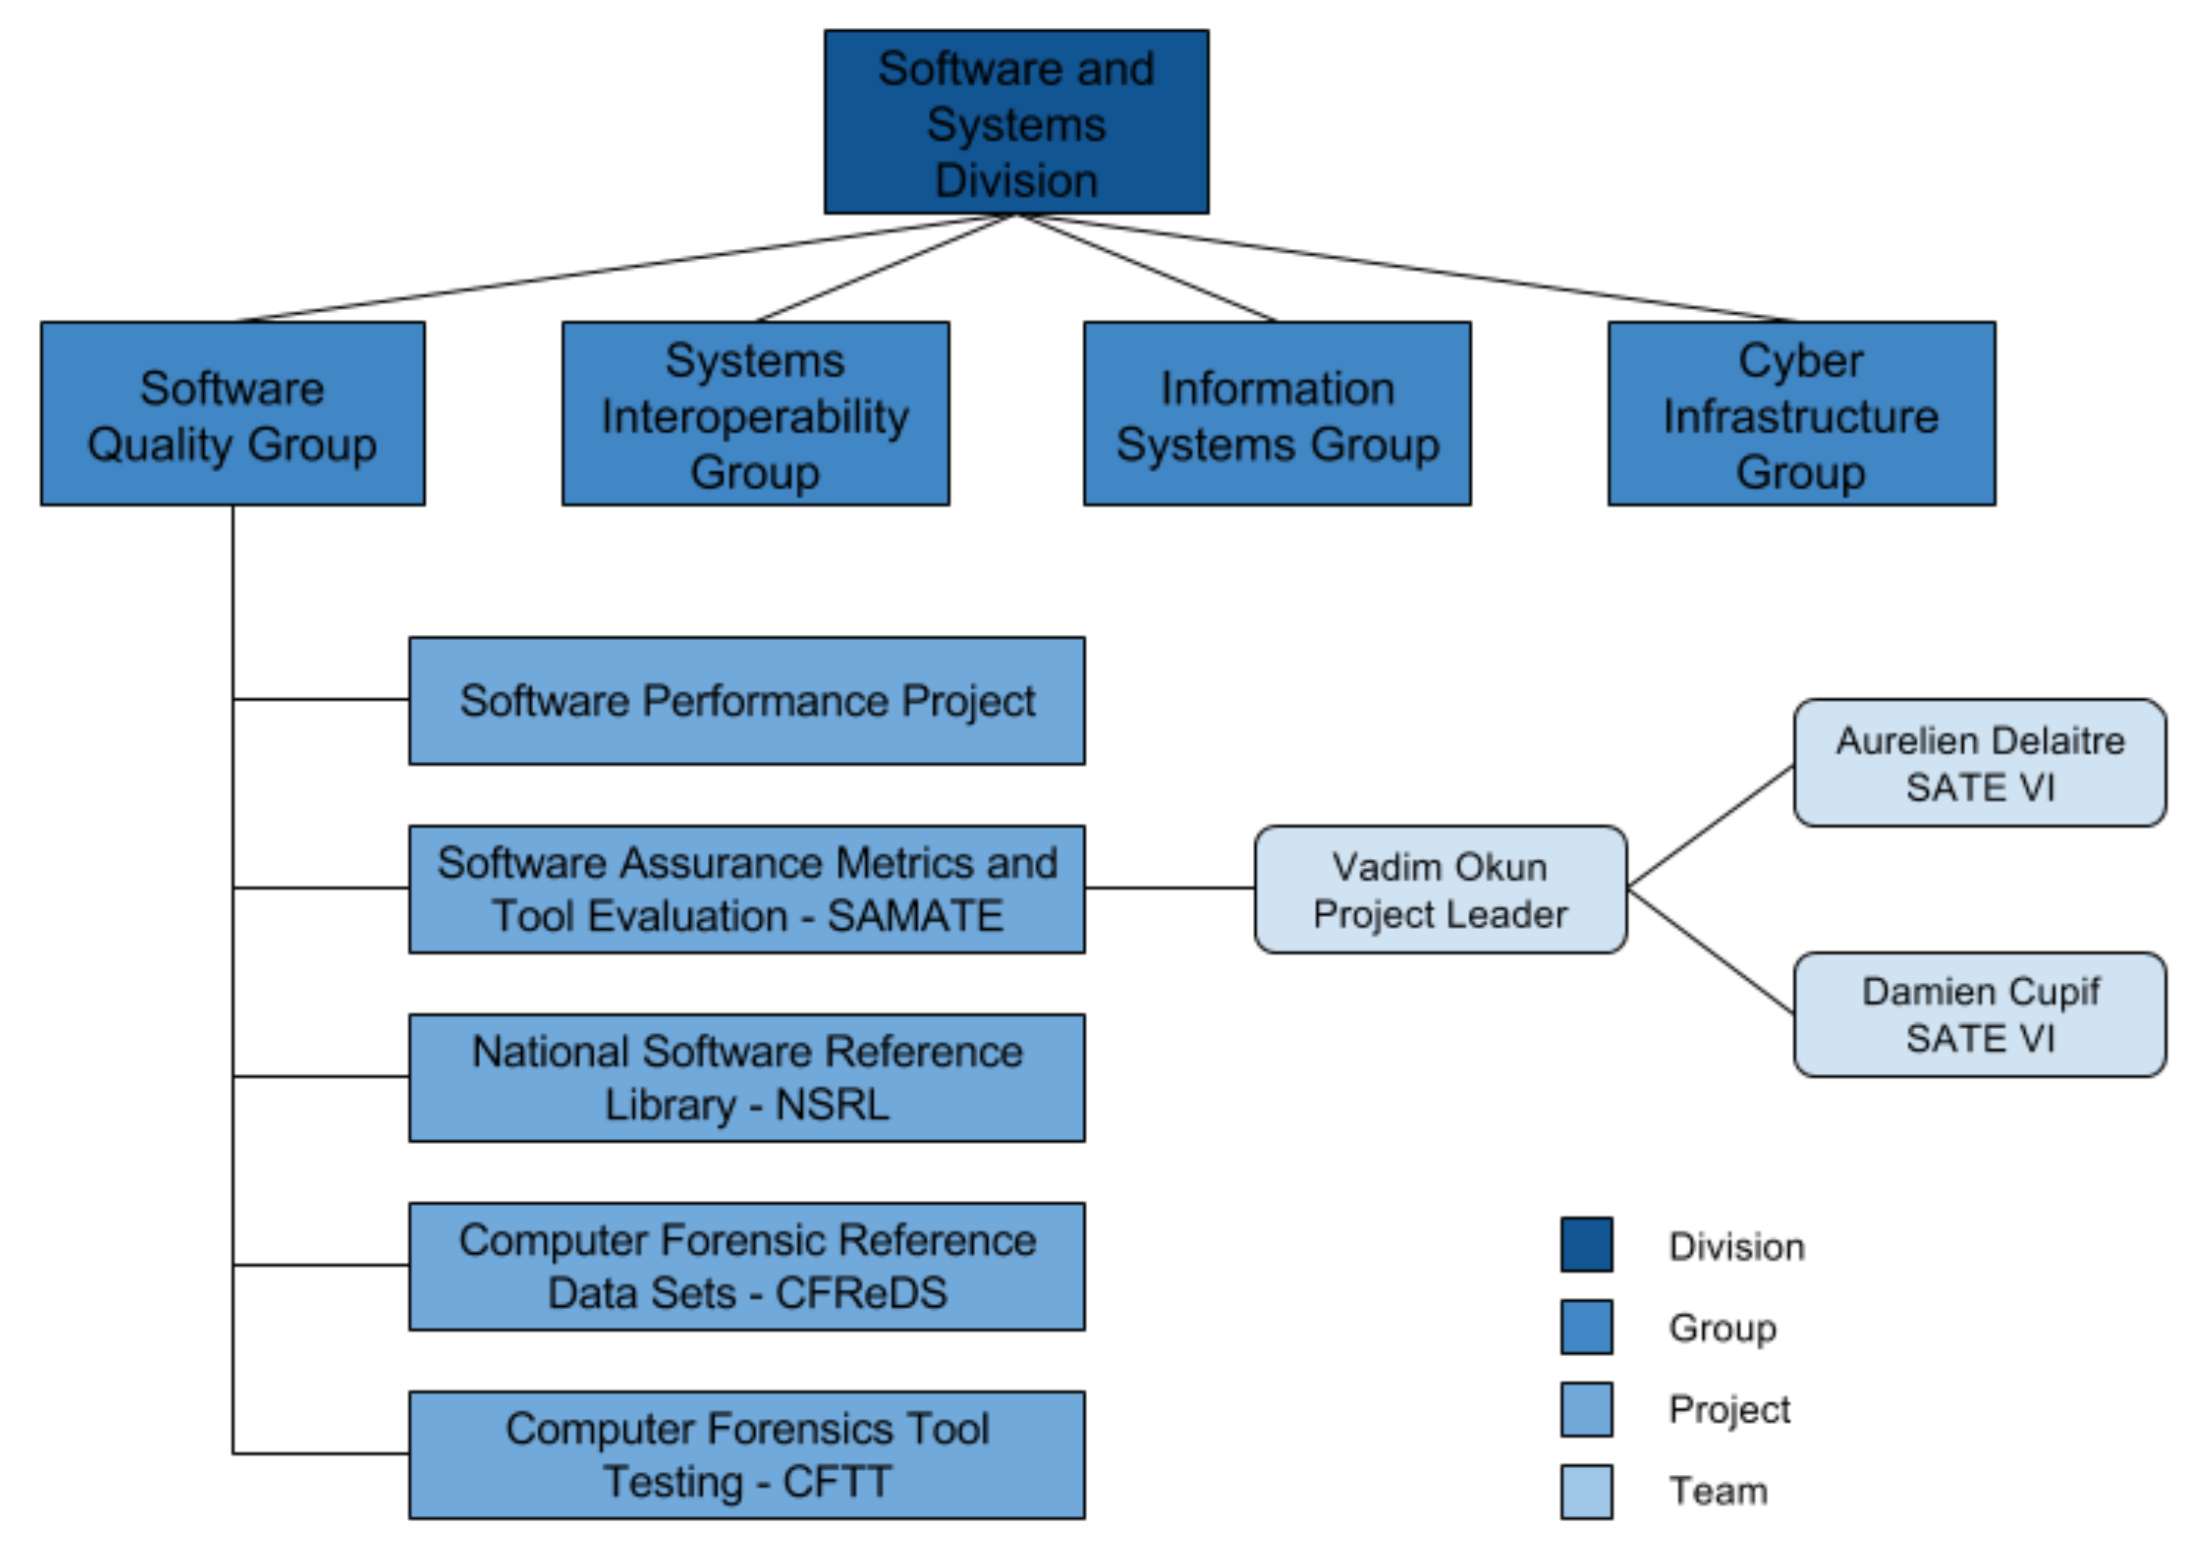 Software and
Systems
Division
Software
Quality Group
Systems
Interoperability
Group
Information
Systems Group
Cyber
Infrastructure
Group
Software Performance Project
Software Assurance Metrics and
Tool Evaluation - SAMATE
Vadim Okun
Project Leader
Aurelien Delaitre
SATE VI
Damien Cupif
SATE VI
National Software Reference
Library - NSRL
Computer Forensic Reference
Data Sets - CFReDS
Computer Forensics Tool
Testing - CFTT
Division
Group
Project
Team